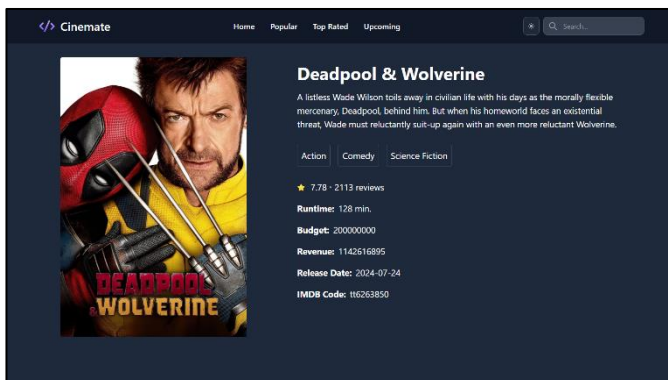 </> Cinemate
Home Popular Top Rated Upcoming
Search...
Deadpool & Wolverine
A listless Wade Wilson toils away in civilian life with his days as the morally flexible
mercenary, Deadpool, behind him. But when his homeworld faces an existential
threat, Wade must reluctantly suit-up again with an even more reluctant Wolverine.
Action Comedy Science Fiction
7.78 · 2113 reviews
Runtime: 128 min.
Budget: 200000000
Revenue: 1142616895
Release Date: 2024-07-24
IMDB Code: tt6263850
DEADPOOL
& WOLVERINE